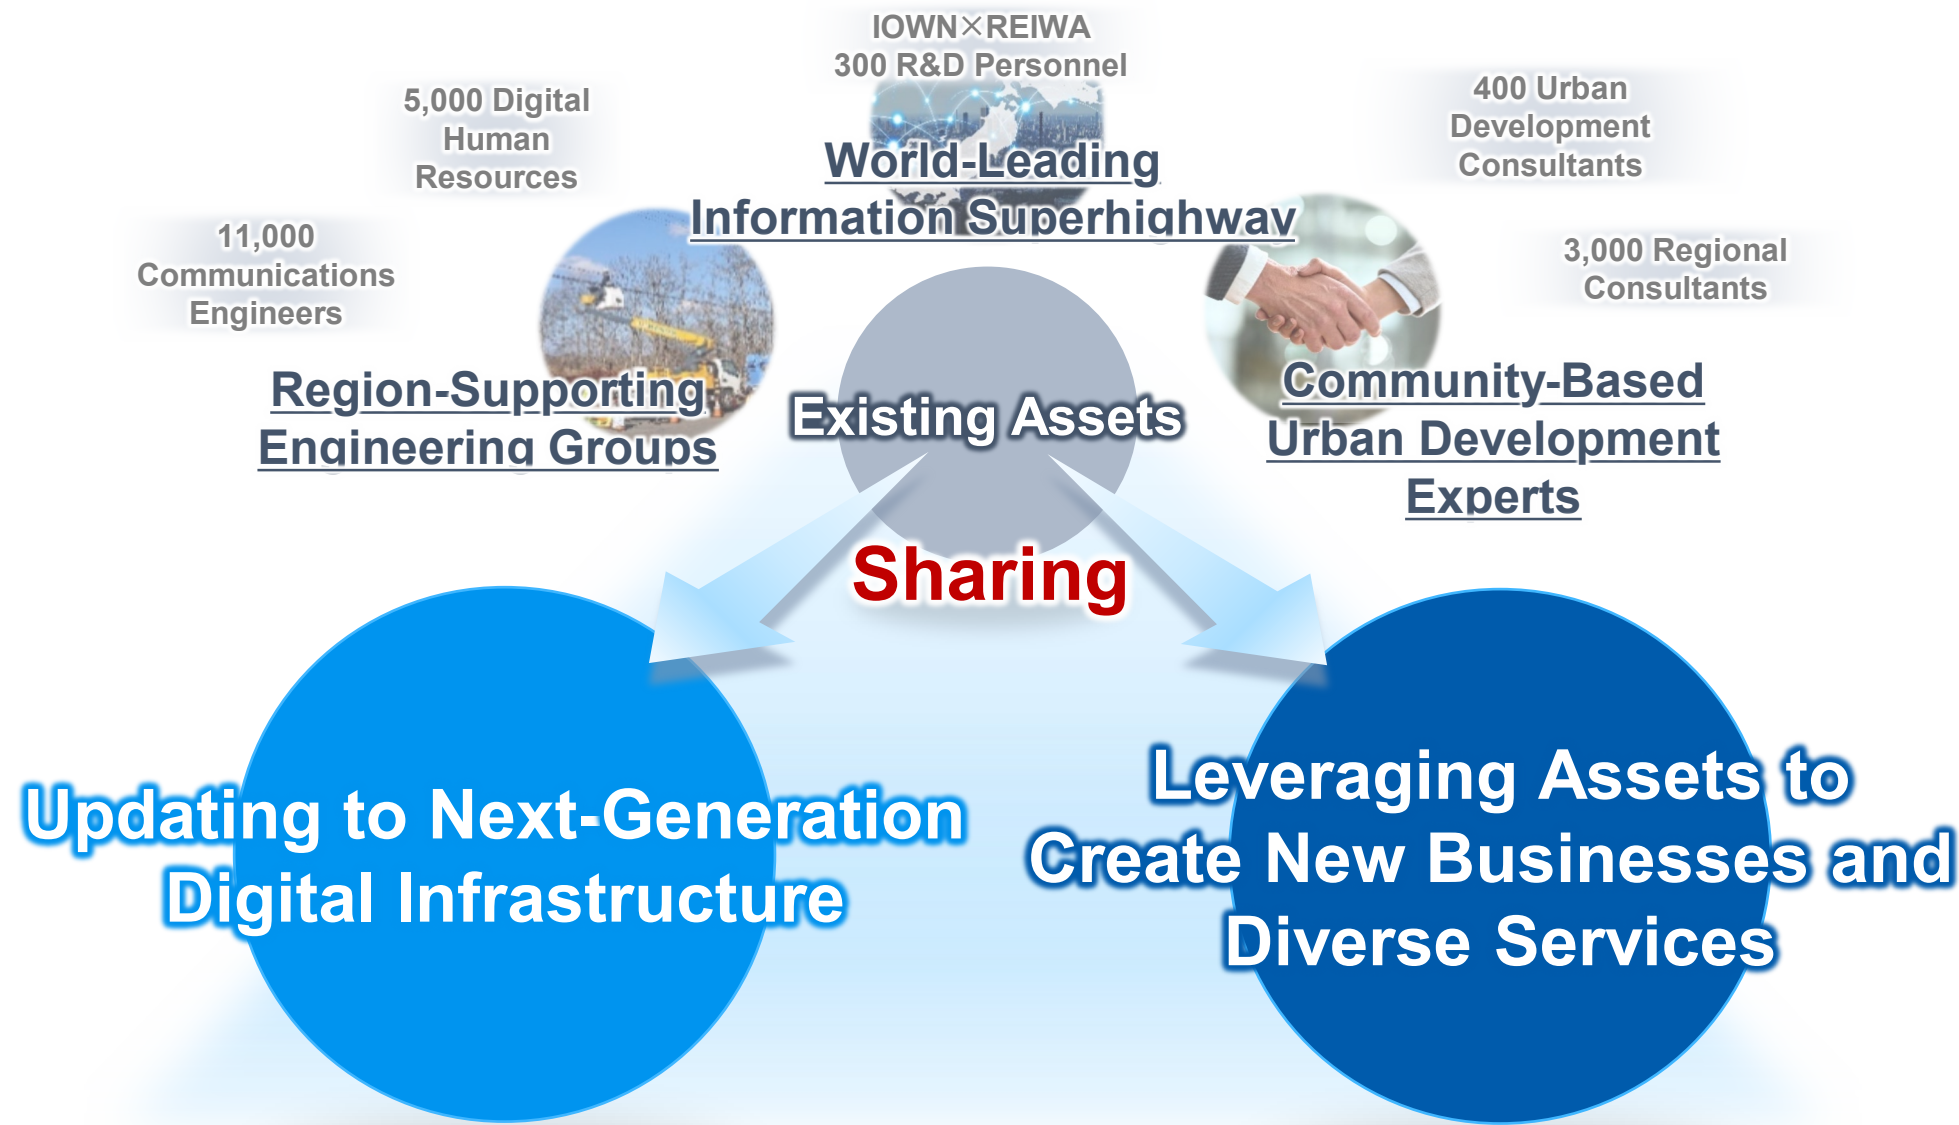 IOWN×REIWA
300 R&D Personnel
5,000 Digital
Human
Resources
400 Urban
Development
Consultants
World-Leading
Information Superhighway
11,000
Communications
Engineers
3,000 Regional
Consultants
Region-Supporting
Engineering Groups
Existing Assets
Community-Based
Urban Development
Experts
Sharing
Updating to Next-Generation
Digital Infrastructure
Leveraging Assets to
Create New Businesses and
Diverse Services